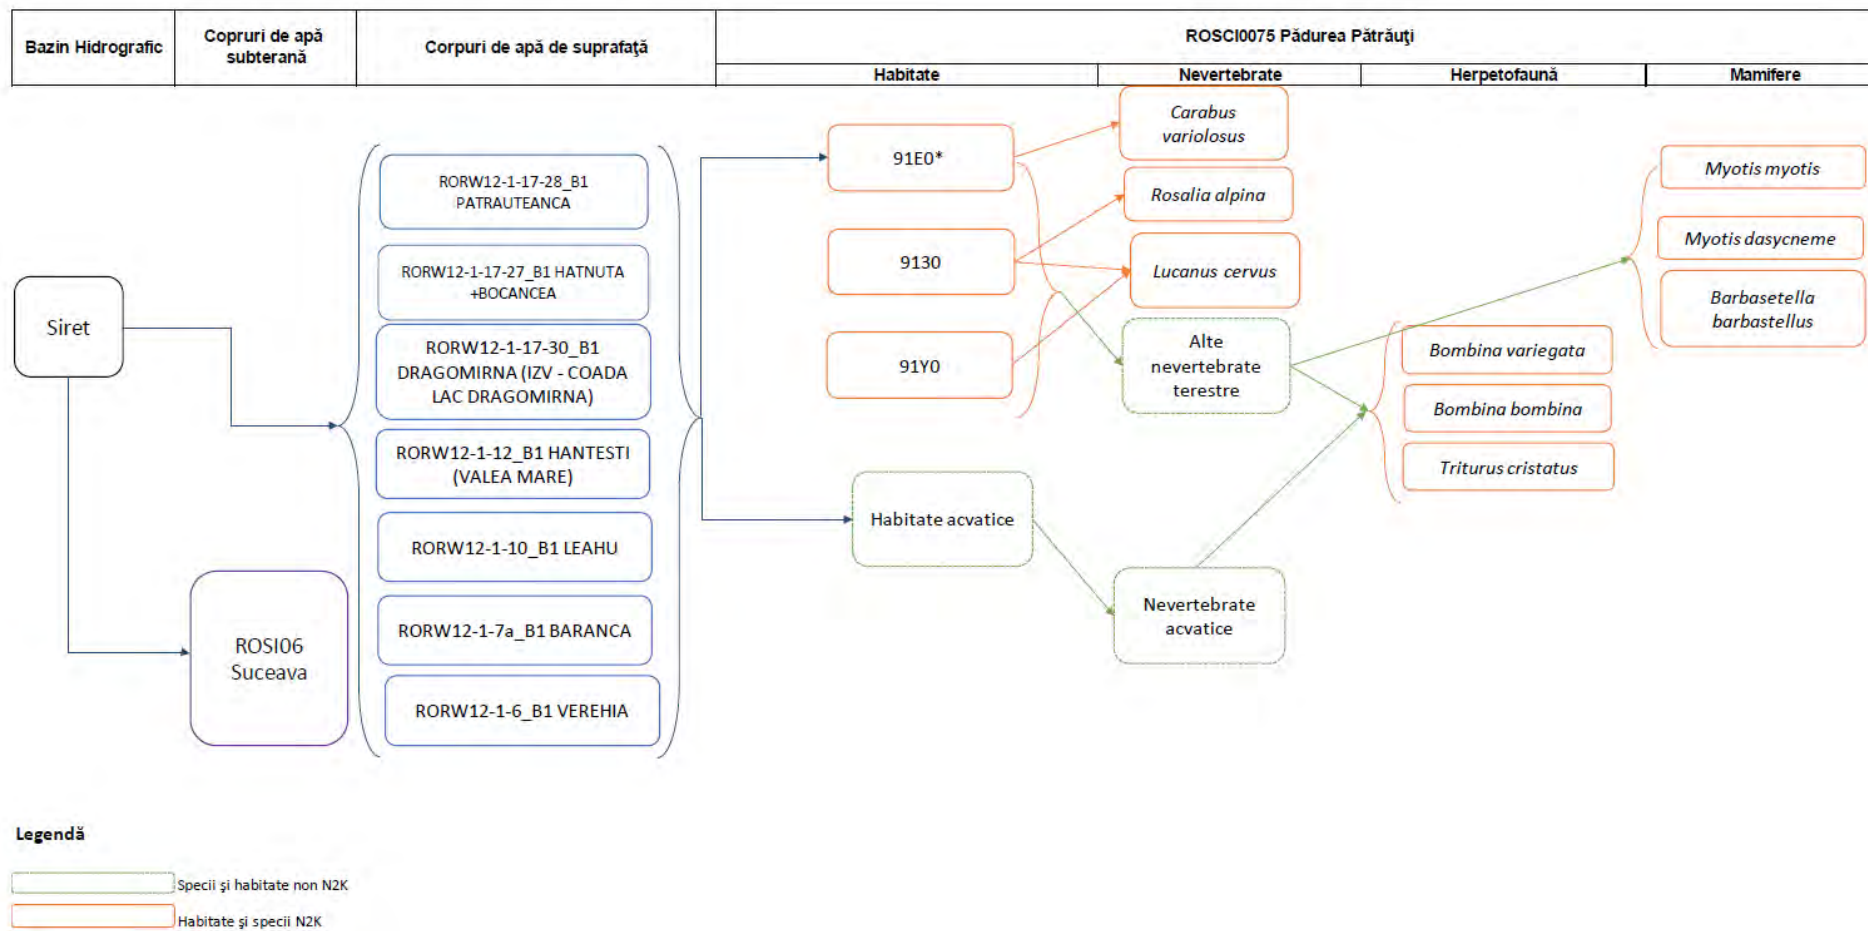 Bazin Hidrografic
Copruri de apă
subterană
Corpuri de apă de suprafaţă
ROSCI0075 Pădurea Pătrăuţi
Habitate
Nevertebrate
Herpetofaună
Mamifere
Siret
ROSI06
Suceava
RORW12-1-17-28_B1
PATRAUTEANCA
RORW12-1-17-27_B1 HATNUTA
+BOCANCEA
RORW12-1-17-30_B1
DRAGOMIRNA (IZV - COADA
LAC DRAGOMIRNA)
RORW12-1-12_B1 HANTESTI
(VALEA MARE)
RORW12-1-10_B1 LEAHU
RORW12-1-7a_B1 BARANCA
RORW12-1-6_B1 VEREHIA
91E0*
9130
91Y0
Habitate acvatice
Carabus
variolosus
Rosalia alpina
Lucanus cervus
Alte
nevertebrate
terestre
Nevertebrate
acvatice
Bombina variegata
Bombina bombina
Triturus cristatus
Myotis myotis
Myotis dasycneme
Barbasetella
barbastellus
Legendă
Specii şi habitate non N2K
Habitate şi specii N2K